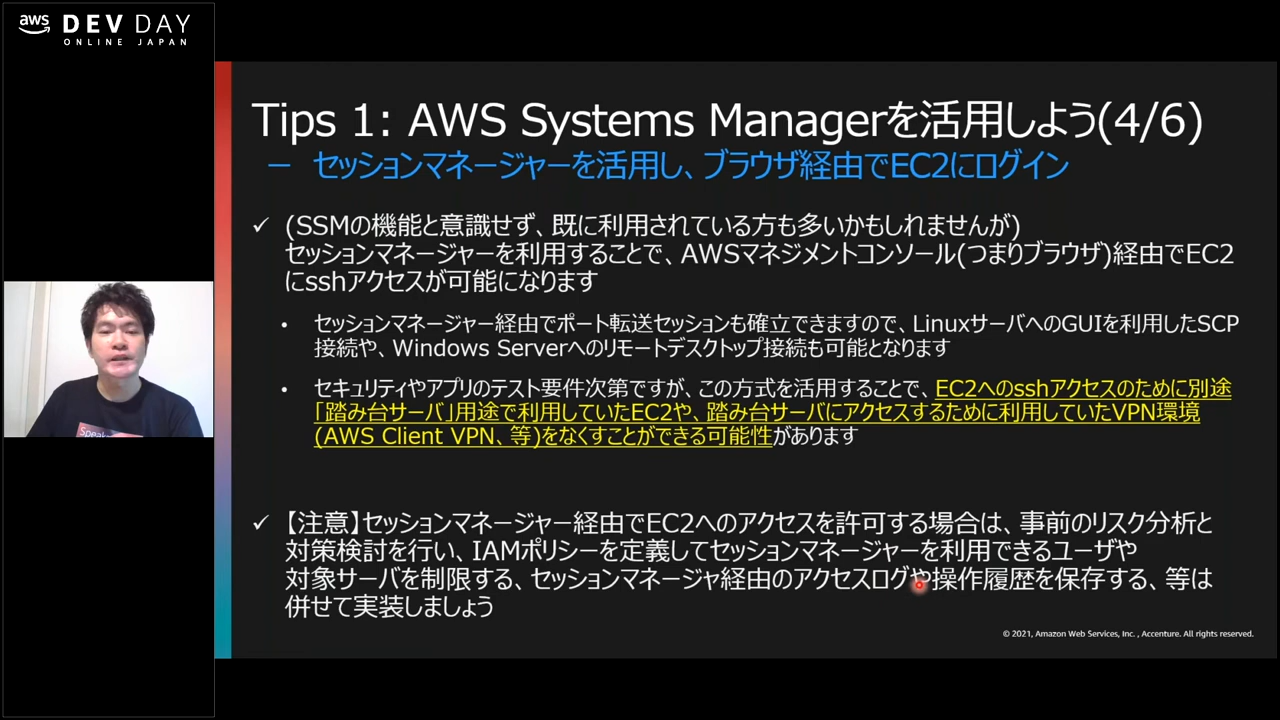 aws DEV DAY
ONLINE JAPAN
Tips 1: AWS Systems Managerを活用しよう(4/6)
－ セッションマネージャーを活用し、ブラウザ経由でEC2にログイン
✓ (SSMの機能と意識せず、既に利用されている方も多いかもしれませんが)
セッションマネージャーを利用することで、AWSマネジメントコンソール(つまりブラウザ)経由でEC2
にsshアクセスが可能になります
• セッションマネージャー経由でポート転送セッションも確立できますので、LinuxサーバへのGUIを利用したSCP
接続や、Windows Serverへのリモートデスクトップ接続も可能となります
• セキュリティやアプリのテスト要件次第ですが、この方式を活用することで、EC2へのsshアクセスのために別途
「踏み台サーバ」用途で利用していたEC2や、踏み台サーバにアクセスするために利用していたVPN環境
(AWS Client VPN、等)をなくすことができる可能性があります
✓ 【注意】セッションマネージャー経由でEC2へのアクセスを許可する場合は、事前のリスク分析と
対策検討を行い、IAMポリシーを定義してセッションマネージャーを利用できるユーザや
対象サーバを制限する、セッションマネージャ経由のアクセスログや操作履歴を保存する、等は
併せて実装しましょう
© 2021, Amazon Web Services, Inc. , Accenture. All rights reserved.
Speake